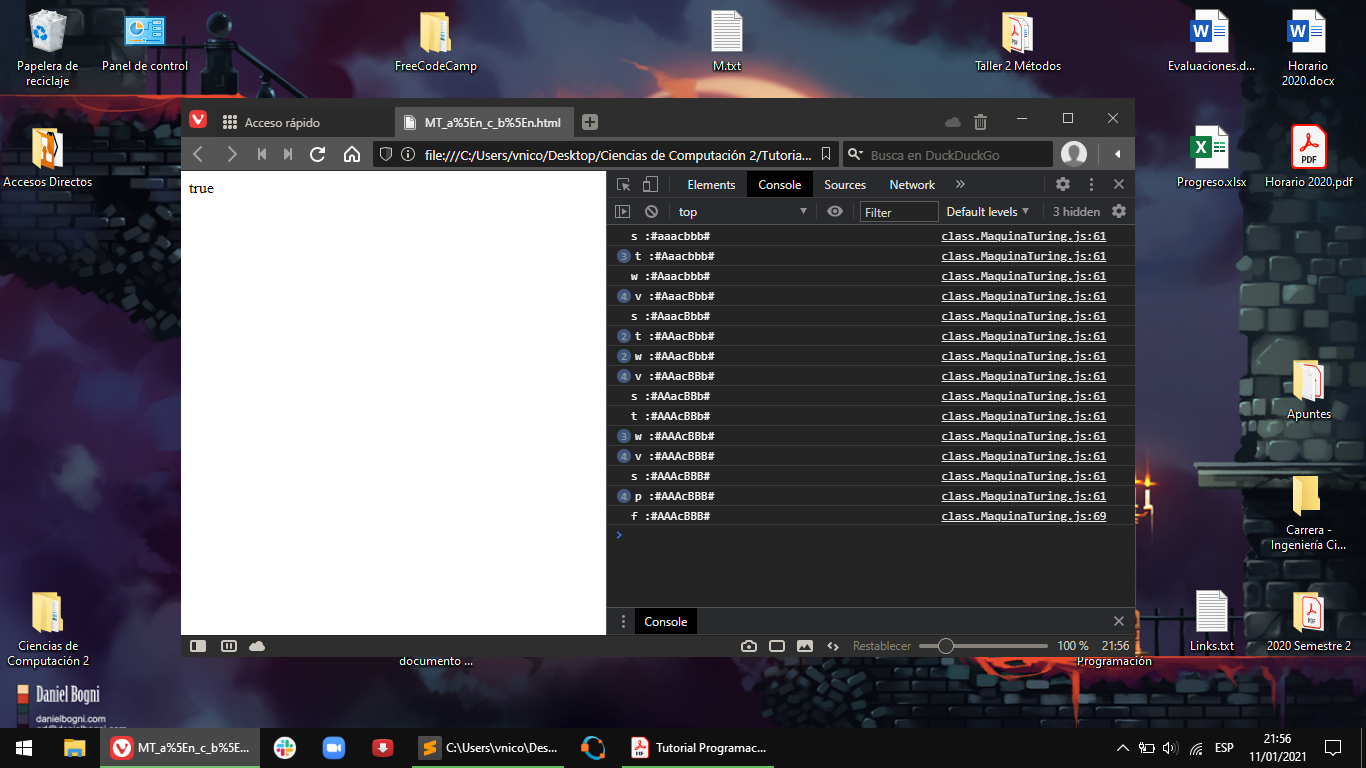 Papelera de
reciclaje
Panel de control
FreeCodeCamp
M.txt
Taller 2 Métodos
Evaluaciones.d...
Horario
2020.docx
Accesos Directos
Progreso.xlsx
Horario 2020.pdf
Acceso rápido
MT_a%5En_c_b%5En.html
file:///C:/Users/vnico/Desktop/Ciencias de Computación 2/Tutoria...
Busca en DuckDuckGo
true
Elements
Console
Sources
Network
top
Filter
Default levels
3 hidden
s :#aaacbbb# class.MaquinaTuring.js:61
3 t :#Aaacbbb# class.MaquinaTuring.js:61
w :#Aaacbbb# class.MaquinaTuring.js:61
4 v :#AaacBbb# class.MaquinaTuring.js:61
s :#AaacBbb# class.MaquinaTuring.js:61
2 t :#AAacBbb# class.MaquinaTuring.js:61
2 w :#AAacBbb# class.MaquinaTuring.js:61
4 v :#AAacBBb# class.MaquinaTuring.js:61
s :#AAacBBb# class.MaquinaTuring.js:61
t :#AAAcBBb# class.MaquinaTuring.js:61
3 w :#AAAcBBb# class.MaquinaTuring.js:61
4 v :#AAAcBBB# class.MaquinaTuring.js:61
s :#AAAcBBB# class.MaquinaTuring.js:61
4 p :#AAAcBBB# class.MaquinaTuring.js:61
f :#AAAcBBB# class.MaquinaTuring.js:69
Console
Restablecer
100 %
21:56
Apuntes
Carrera -
Ingeniería Ci...
Ciencias de
Computación 2
documento ...
Programación
Links.txt
2020 Semestre 2
Daniel Bogni
danielbogni.com
MT_a%5En_c_b%5E...
C:\Users\vnico\Des...
Tutorial Programac...
ESP
21:56
11/01/2021